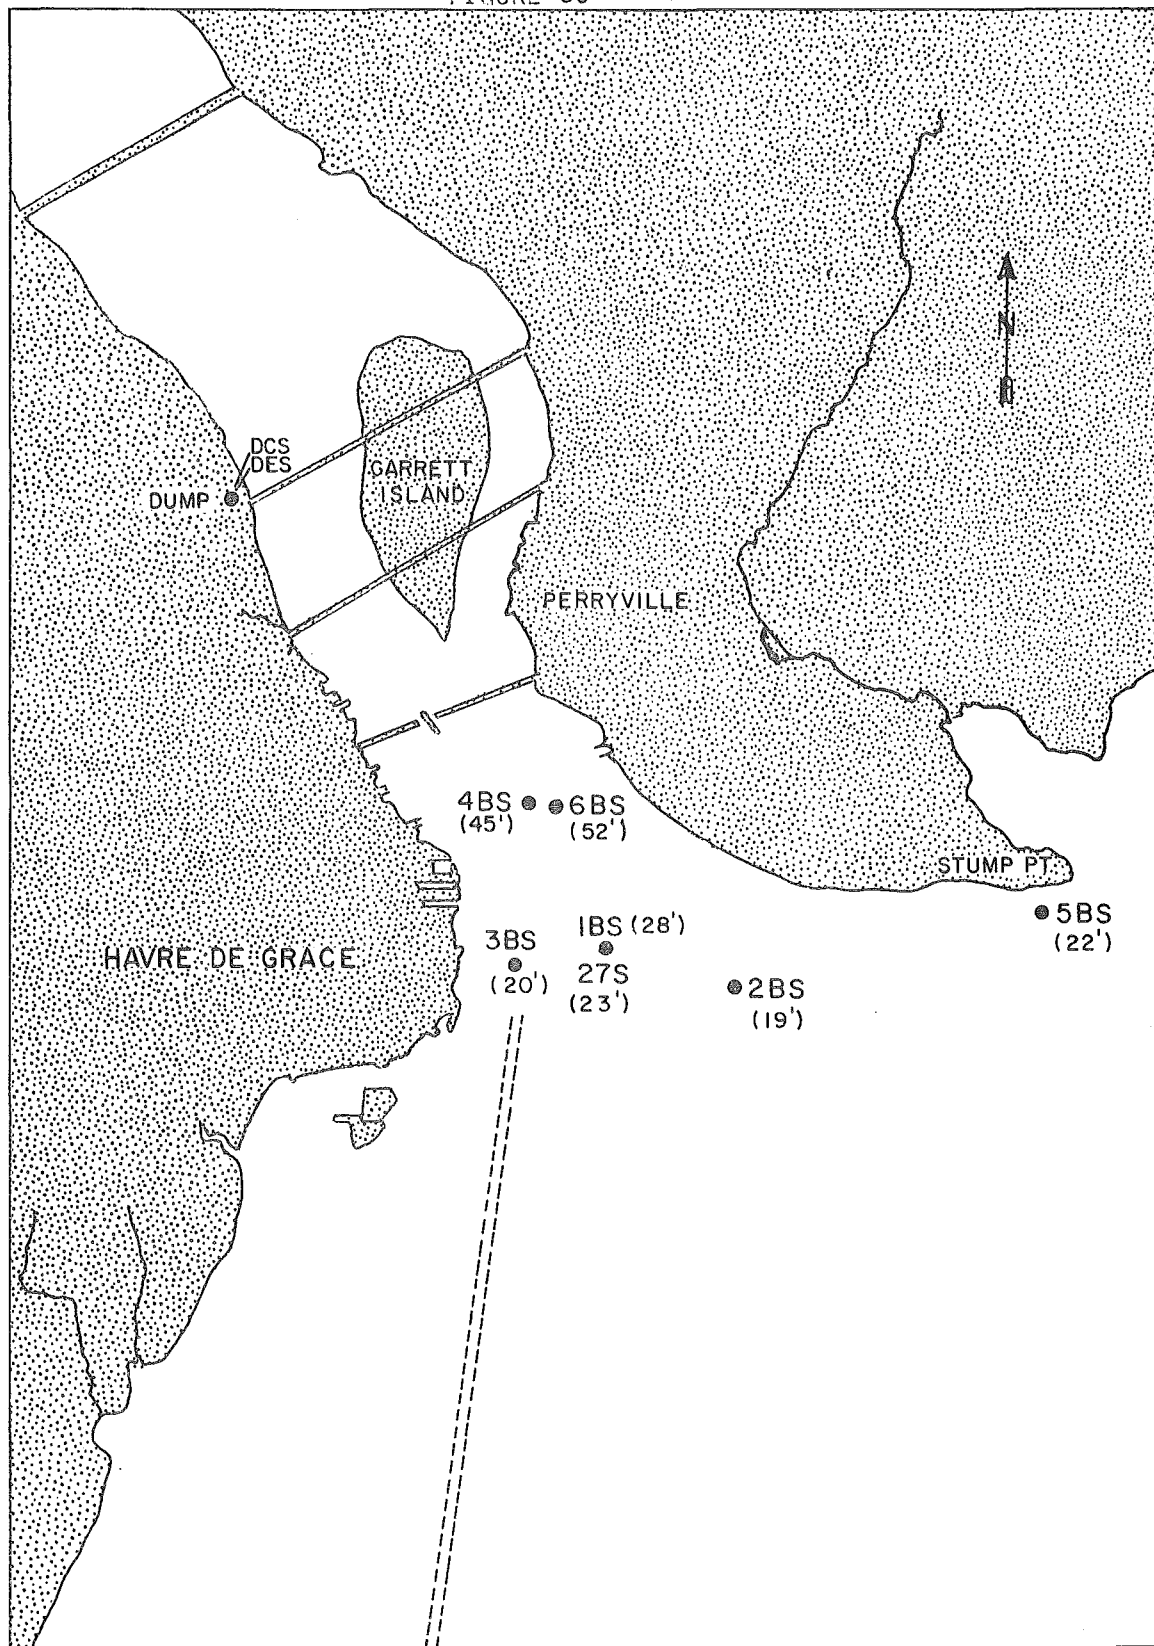 N
DCS
DES
DUMP
GARRETT
ISLAND
PERRYVILLE
4BS
(45')
6BS
(52')
STUMP PT.
5BS
(22')
HAVRE DE GRACE
3BS
(20')
1BS (28')
27S
(23')
2BS
(19')